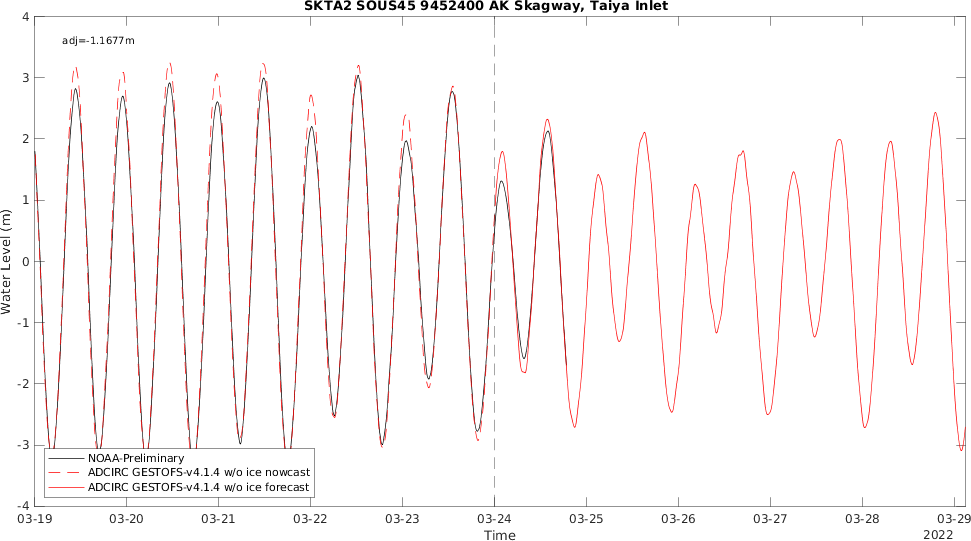 SKTA2 SOUS45 9452400 AK Skagway, Taiya Inlet
adj=-1.1677m
4
3
2
1
0
-1
-2
-3
-4
Water Level (m)
NOAA-Preliminary
ADCIRC GESTOFS-v4.1.4 w/o ice nowcast
ADCIRC GESTOFS-v4.1.4 w/o ice forecast
03-19 03-20 03-21 03-22 03-23 03-24 03-25 03-26 03-27 03-28 03-29
Time
2022